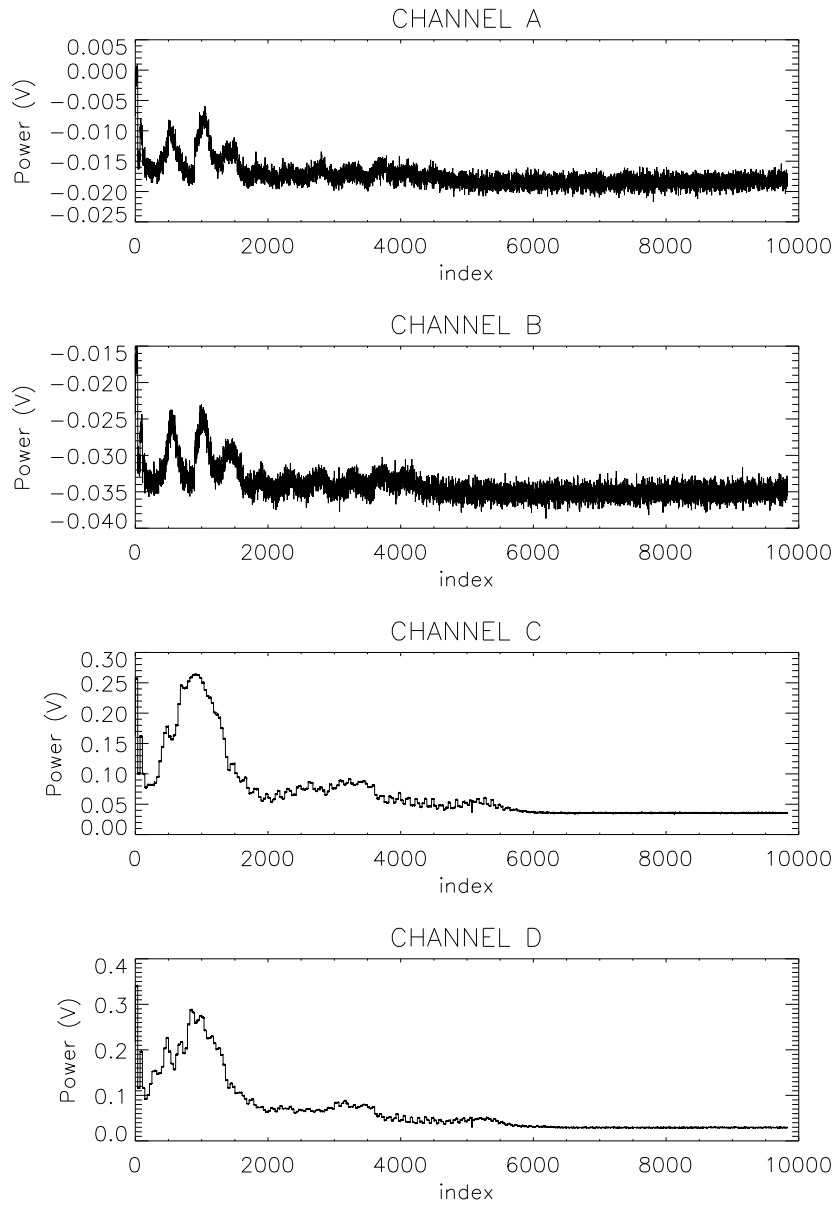 CHANNEL A
Power (V)
0.005
0.000
−0.005
−0.010
−0.015
−0.020
−0.025
0 2000 4000 6000 8000 10000
index
CHANNEL B
Power (V)
−0.015
−0.020
−0.025
−0.030
−0.035
−0.040
0 2000 4000 6000 8000 10000
index
CHANNEL C
Power (V)
0.30
0.25
0.20
0.15
0.10
0.05
0.00
0 2000 4000 6000 8000 10000
index
CHANNEL D
Power (V)
0.4
0.3
0.2
0.1
0.0
0 2000 4000 6000 8000 10000
index